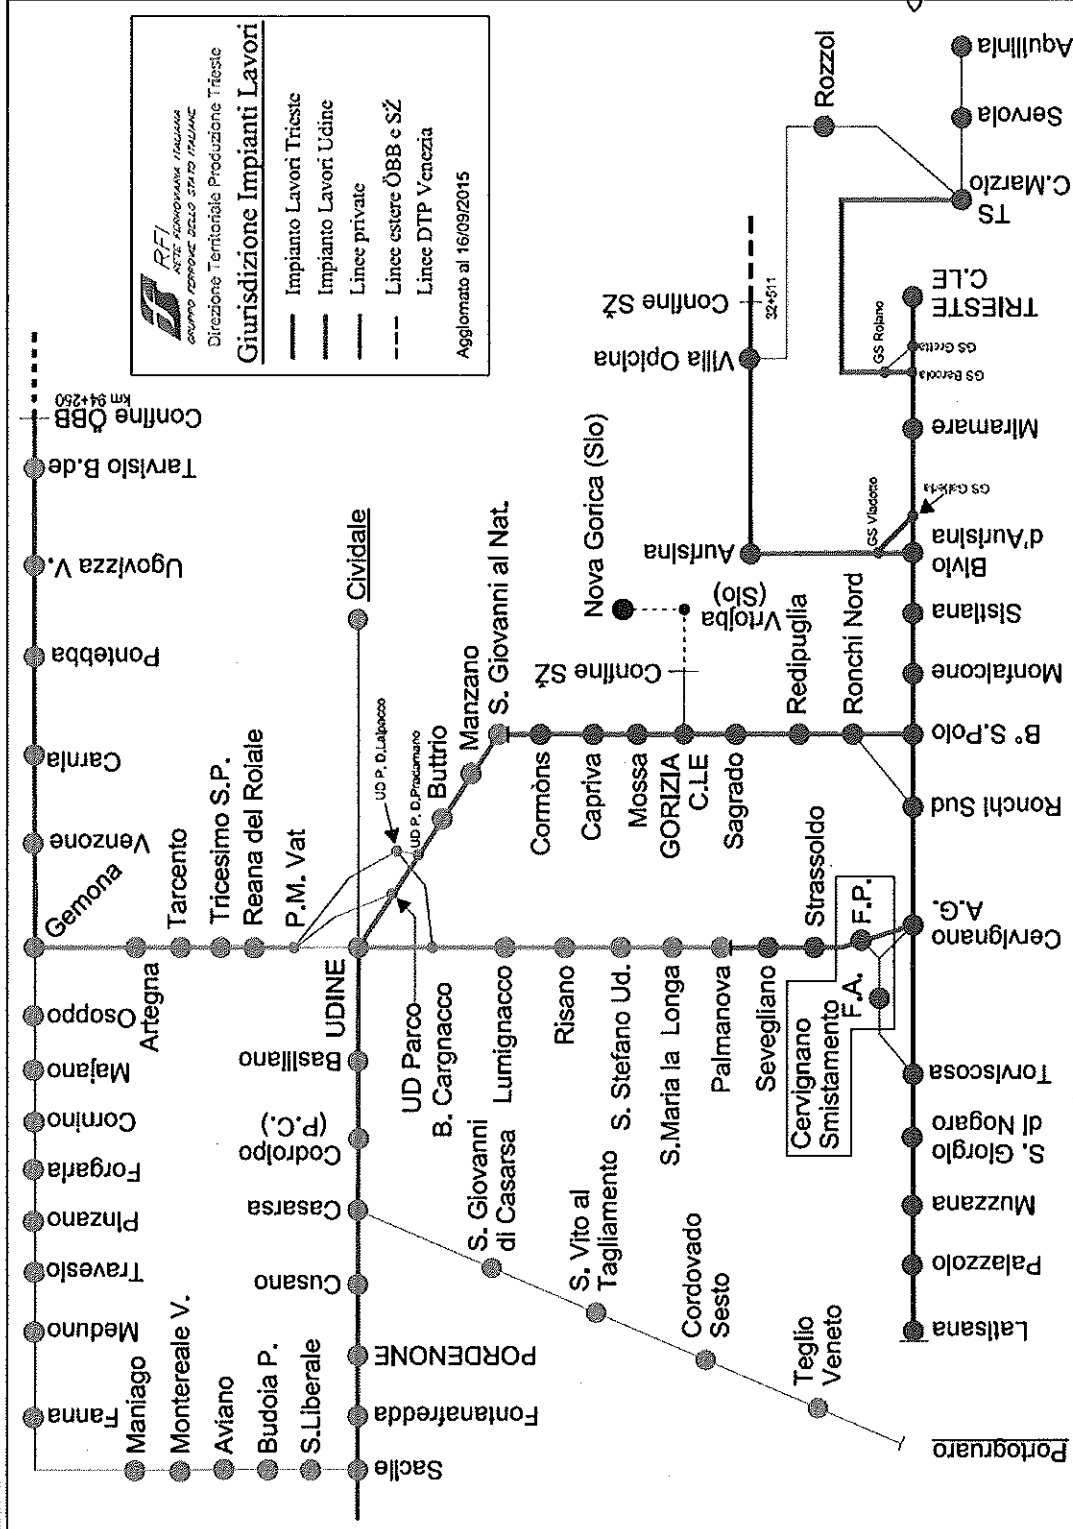 RFI
RETE FERROVIARIA ITALIANA
GRUPPO FERROVIE DELLO STATO ITALIANE
Direzione Territoriale Produzione Trieste
Giurisdizione Impianti Lavori
Impianto Lavori Trieste
Impianto Lavori Udine
Linee private
Linee estere ÖBB e SŽ
Linee DTP Venezia
Aggiornato al 16/09/2015
Confine ÖBB
km 94+250
Tarvisio B.de
Ugovizza V.
Pontebba
Carnia
Venzone
Gemona
Osoppo
Majano
Cornino
Forgaria
Pinzano
Travesio
Meduno
Fanna
Maniago
Montereale V.
Aviano
Budoia P.
S.Liberale
Sacile
Fontanafredda
PORDENONE
Cusano
Casarsa
Codroipo
(P.C.)
Basiliano
UDINE
Artegna
Tarcento
Tricesimo S.P.
Reana del Roiale
P.M. Vat
Cividale
UD P. D.Laipacco
UD P. D.Pradamano
UD Parco
Buttrio
Manzano
S. Giovanni al Nat.
Cormòns
Capriva
Mossa
GORIZIA
C.LE
Sagrado
Redipuglia
Ronchi Nord
Confine SŽ
Vrtojba
(Slo)
Nova Gorica (Slo)
B. Cargnacco
Lumignacco
Risano
S. Stefano Ud.
S.Maria la Longa
Palmanova
Sevegliano
Strassoldo
Cervignano
Smistamento
F.A.
F.P.
S. Giovanni
di Casarsa
S. Vito al
Tagliamento
Cordovado
Sesto
Teglio
Veneto
Portogruaro
Latisana
Palazzolo
Muzzana
S. Giorgio
di Nogaro
Torviscosa
Cervignano
A.G.
Ronchi Sud
B° S.Polo
Monfalcone
Sistiana
Bivio
d'Aurisina
GS Viadotto
GS Galleria
Aurisina
Villa Opicina
Confine SŽ
32+511
Miramare
GS Barcola
GS Gretta
GS Roiano
TRIESTE
C.LE
Rozzol
TS
C.Marzio
Servola
Aquilinia